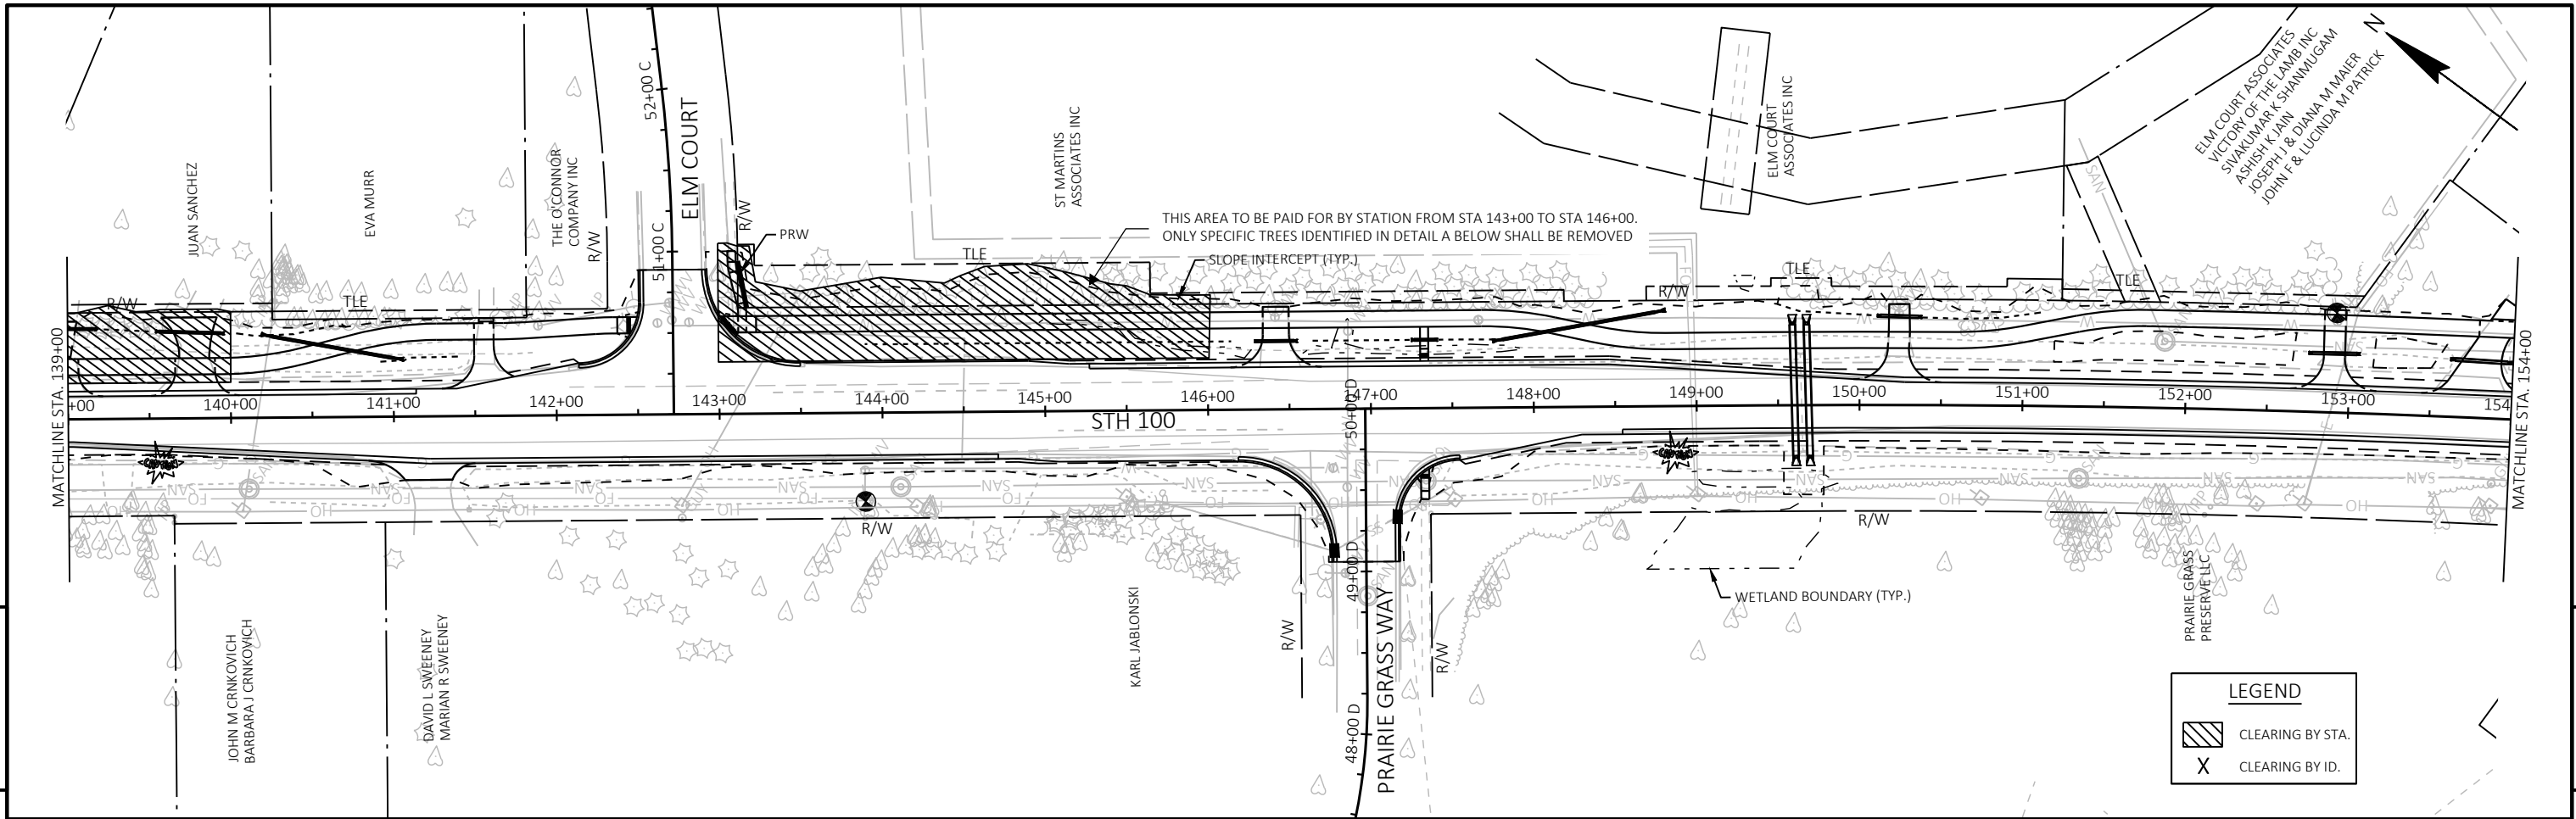 52+00 C
ELM COURT
51+00 C
JUAN SANCHEZ
EVA MURR
THE O'CONNOR
COMPANY INC
R/W
R/W
PRW
ST MARTINS
ASSOCIATES INC
THIS AREA TO BE PAID FOR BY STATION FROM STA 143+00 TO STA 146+00.
ONLY SPECIFIC TREES IDENTIFIED IN DETAIL A BELOW SHALL BE REMOVED
TLE
SLOPE INTERCEPT (TYP.)
ELM COURT
ASSOCIATES INC
ELM COURT ASSOCIATES
VICTORY OF THE LAMB INC
SIVAKUMAR K SHANMUGAM
ASHISH K JAIN
JOSEPH J & DIANA M MAIER
JOHN F & LUCINDA M PATRICK
N
R/W
TLE
R/W
TLE
TLE
MATCHLINE STA. 139+00
+00
140+00
141+00
142+00
143+00
144+00
145+00
146+00
147+00
148+00
149+00
150+00
151+00
152+00
153+00
154
MATCHLINE STA. 154+00
STH 100
50+00 D
R/W
R/W
49+00 D
WETLAND BOUNDARY (TYP.)
JOHN M CRNKOVICH
BARBARA J CRNKOVICH
DAVID L SWEENEY
MARIAN R SWEENEY
KARL JABLONSKI
R/W
PRAIRIE GRASS WAY
R/W
48+00 D
PRAIRIE GRASS
PRESERVE LLC
LEGEND
CLEARING BY STA.
X CLEARING BY ID.